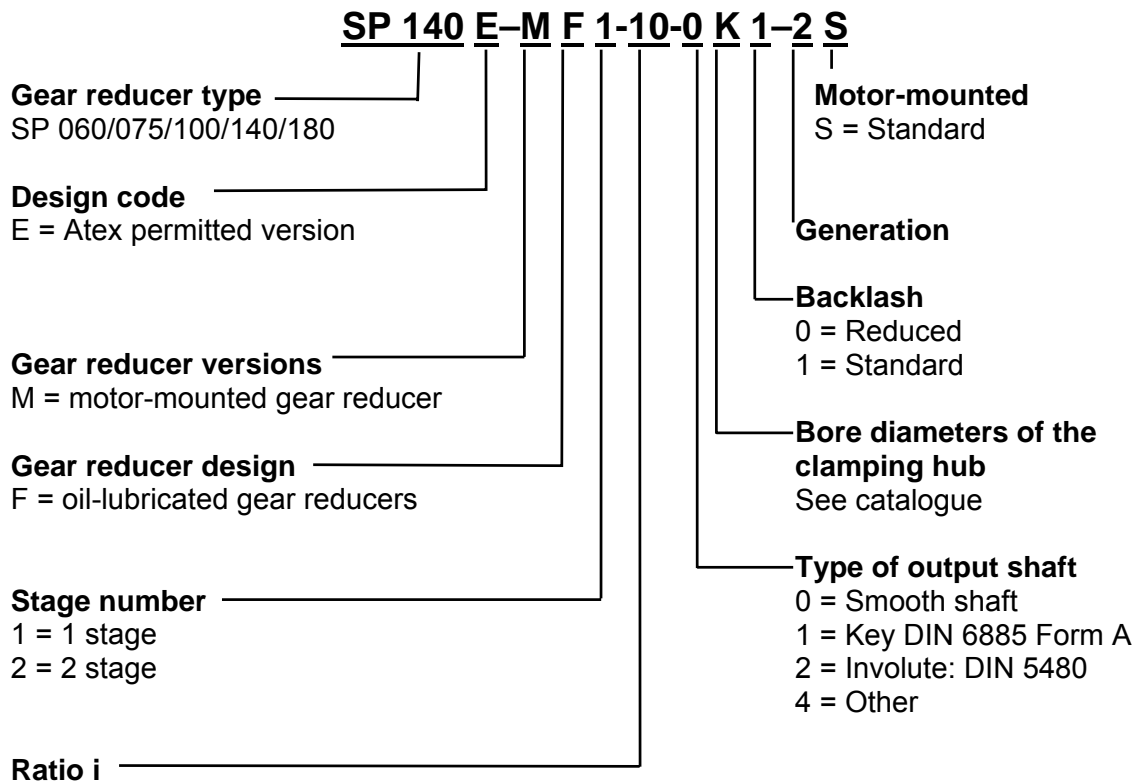 SP 140 E–M F 1-10-0 K 1–2 S
Gear reducer type
SP 060/075/100/140/180
Design code
E = Atex permitted version
Gear reducer versions
M = motor-mounted gear reducer
Gear reducer design
F = oil-lubricated gear reducers
Stage number
1 = 1 stage
2 = 2 stage
Ratio i
Motor-mounted
S = Standard
Generation
Backlash
0 = Reduced
1 = Standard
Bore diameters of the
clamping hub
See catalogue
Type of output shaft
0 = Smooth shaft
1 = Key DIN 6885 Form A
2 = Involute: DIN 5480
4 = Other